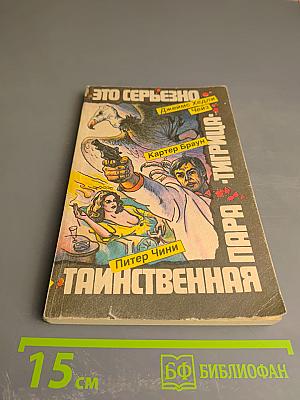 ЭТО СЕРЬЕЗНО
Джеймс Хедли
Чейз
Картер Браун
"ТИГРИЦА"
Питер Чини
ТАИНСТВЕННАЯ
ПАРА
15 см
БФ БИБЛИОФАН